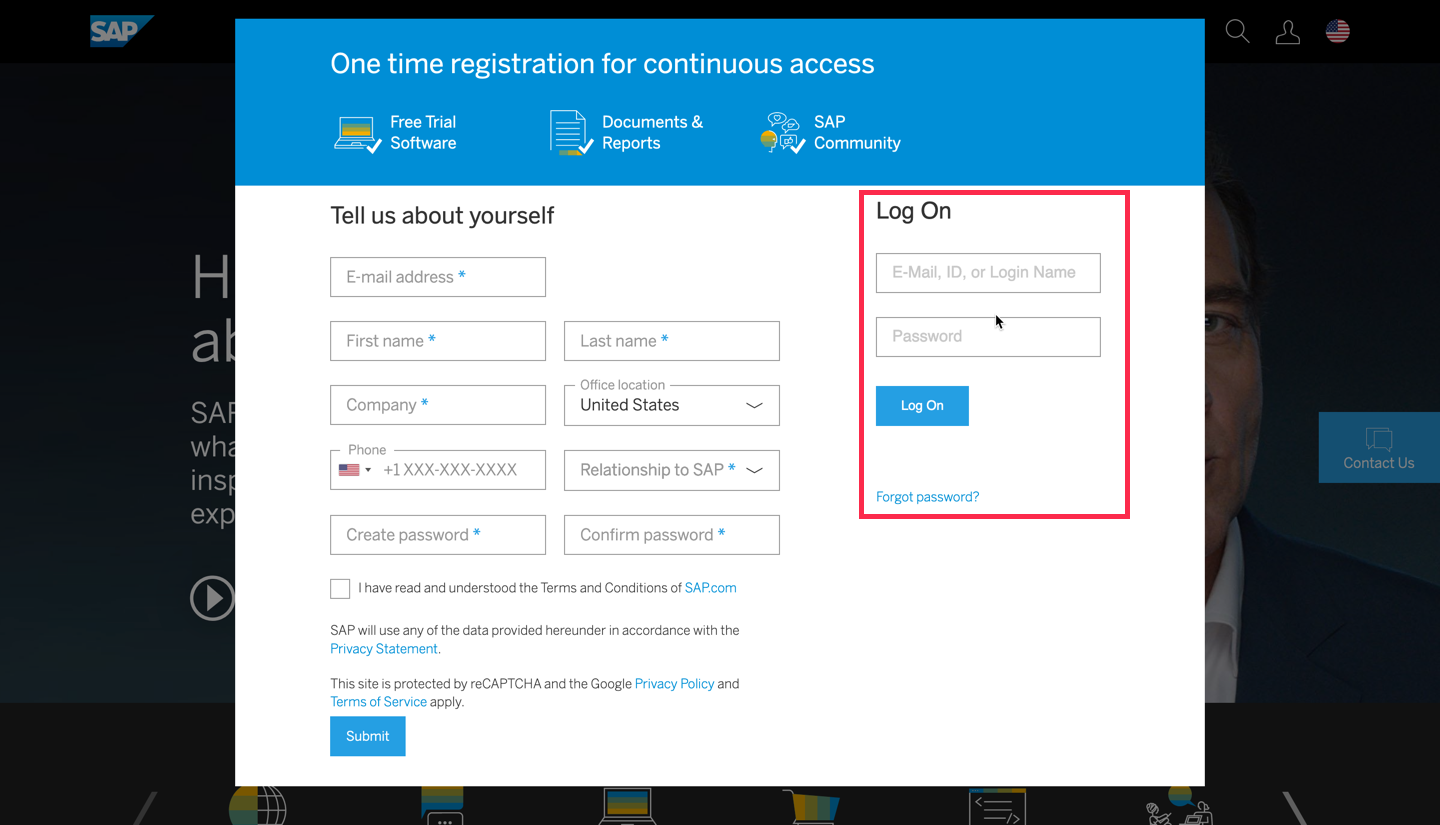 SAP
One time registration for continuous access
Free Trial
Software
Documents &
Reports
SAP
Community
Tell us about yourself
E-mail address *
First name *
Last name *
Company *
Office location
United States
Phone
+1 XXX-XXX-XXXX
Relationship to SAP *
Create password *
Confirm password *
I have read and understood the Terms and Conditions of SAP.com
SAP will use any of the data provided hereunder in accordance with the
Privacy Statement.
This site is protected by reCAPTCHA and the Google Privacy Policy and
Terms of Service apply.
Submit
Log On
E-Mail, ID, or Login Name
Password
Log On
Forgot password?
H
ab
SAP
wha
insp
exp
Contact Us